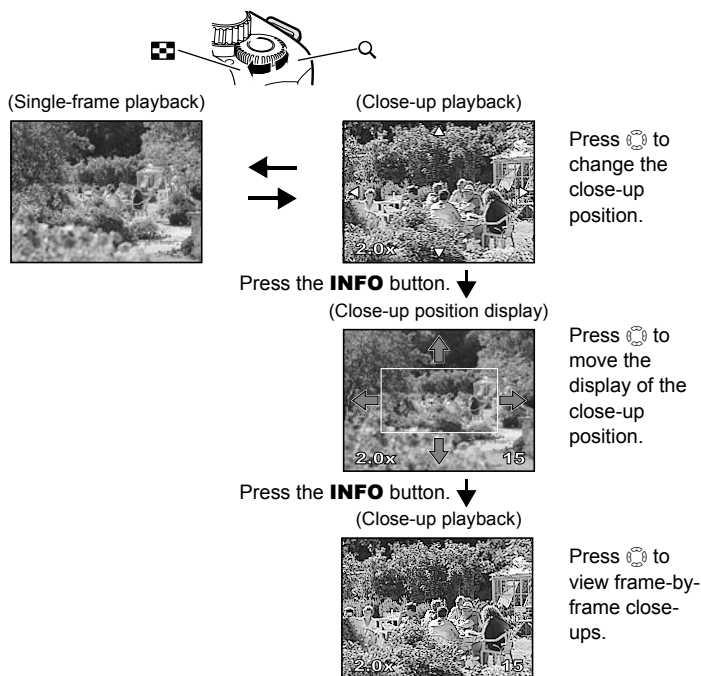 (Single-frame playback)
(Close-up playback)
Press to
change the
close-up
position.
2.0x
Press the INFO button.
(Close-up position display)
Press to
move the
display of the
close-up
position.
2.0x 15
Press the INFO button.
(Close-up playback)
Press to
view frame-by-
frame close-
ups.
2.0x 15